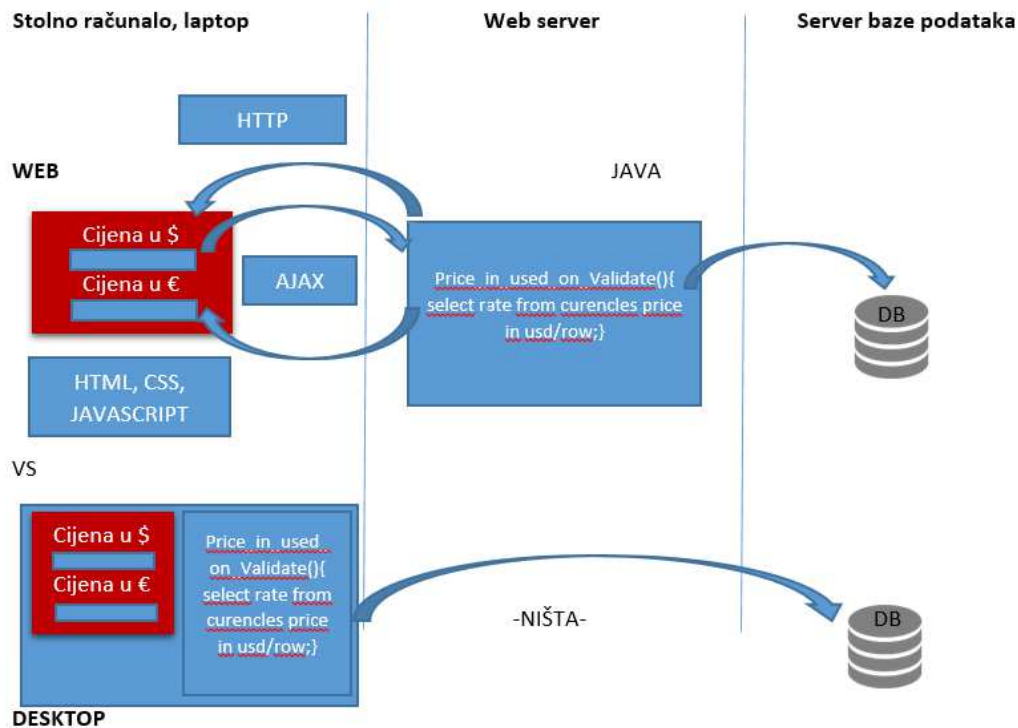 Stolno računalo, laptop
Web server
Server baze podataka
HTTP
WEB
JAVA
Cijena u $
Cijena u €
AJAX
Price_in_used_on_Validate(){
select rate from curencles price
in usd/row;}
DB
HTML, CSS,
JAVASCRIPT
VS
Cijena u $
Cijena u €
Price_in_used_
on_Validate(){
select rate from
curencles price
in usd/row;}
-NIŠTA-
DB
DESKTOP